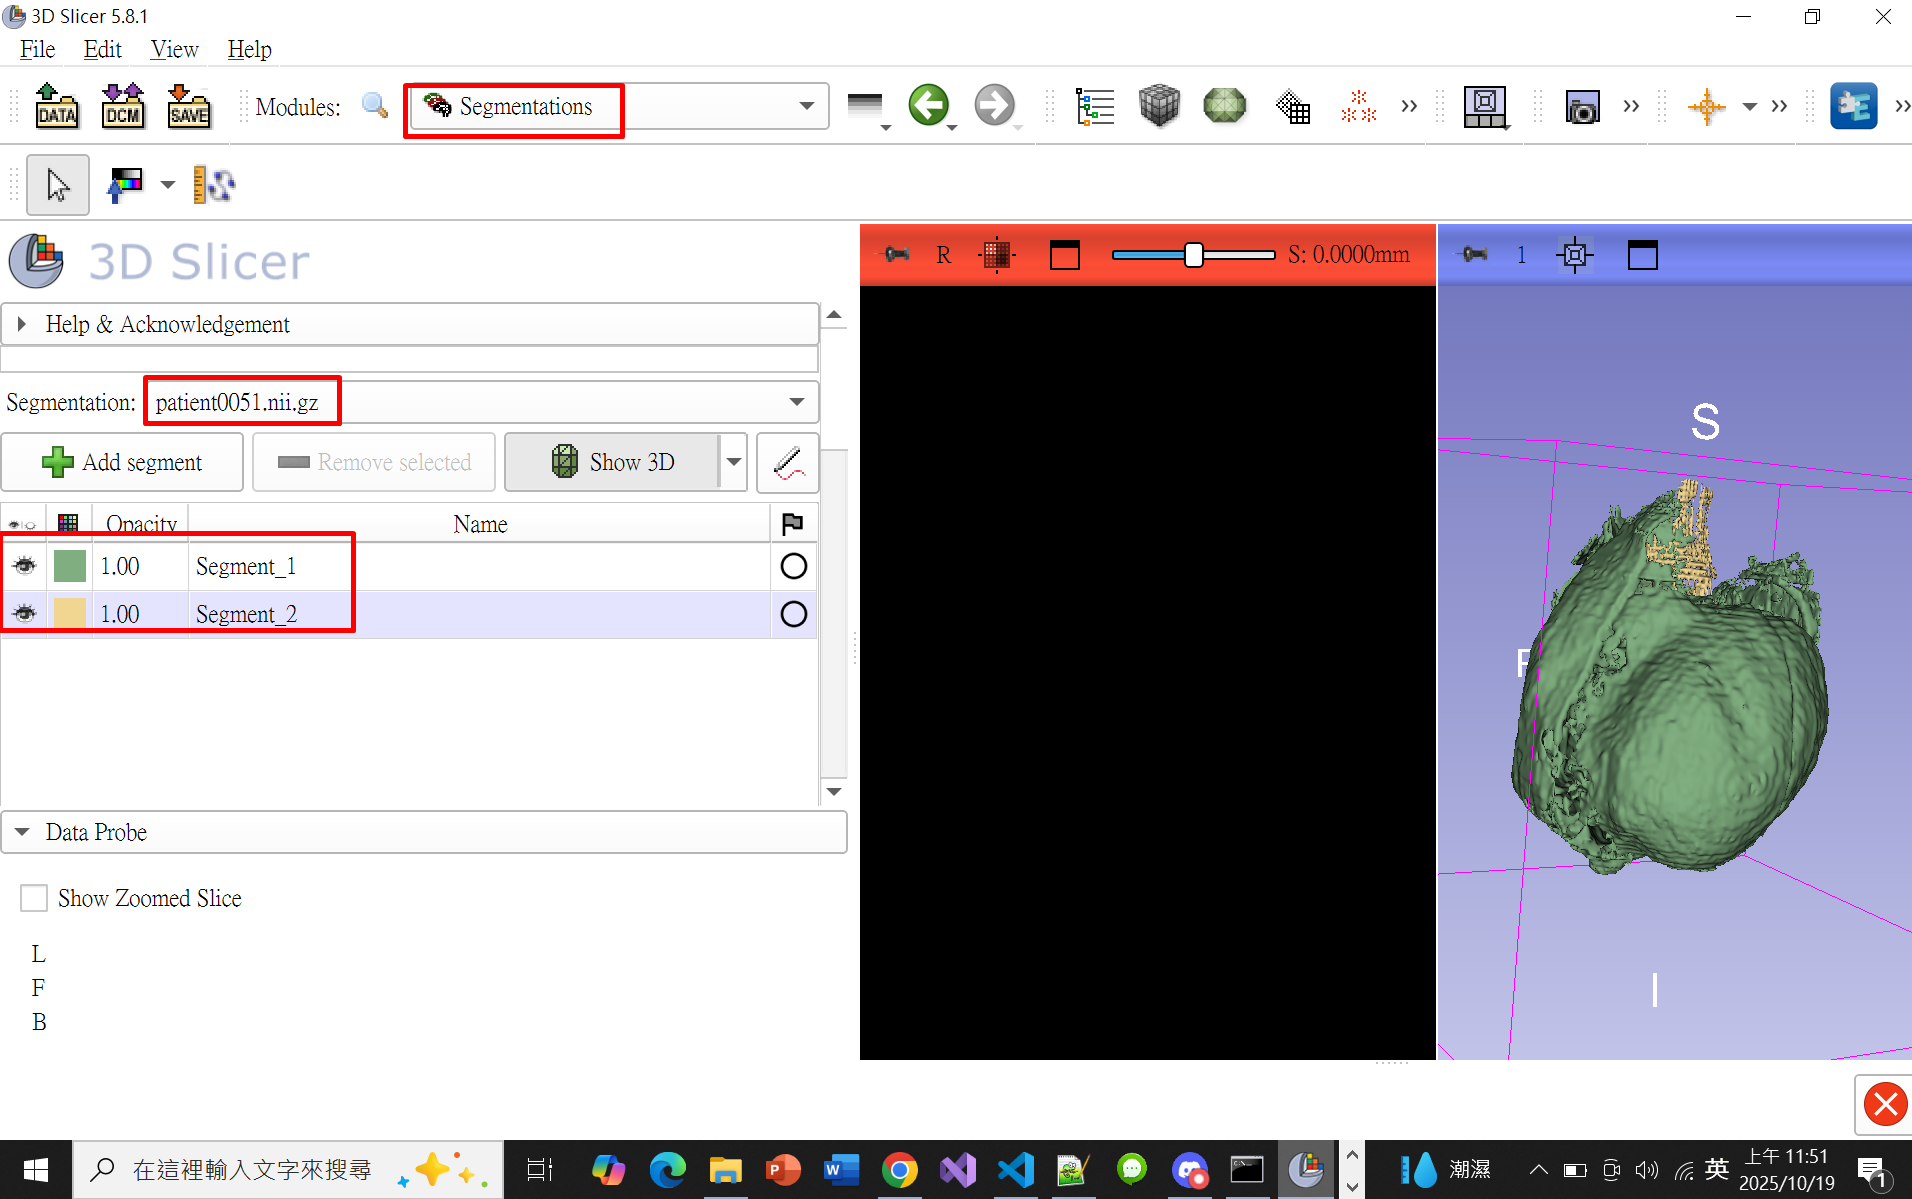 3D Slicer 5.8.1
File Edit View Help
DATA DCM SAVE Modules: Segmentations
3D Slicer
Help & Acknowledgement
Segmentation: patient0051.nii.gz
Add segment Remove selected Show 3D
Opacity Name
1.00 Segment_1
1.00 Segment_2
Data Probe
Show Zoomed Slice
L
F
B
R S: 0.0000mm
1
S
I
在這裡輸入文字來搜尋
潮濕 英 上午 11:51
2025/10/19 1